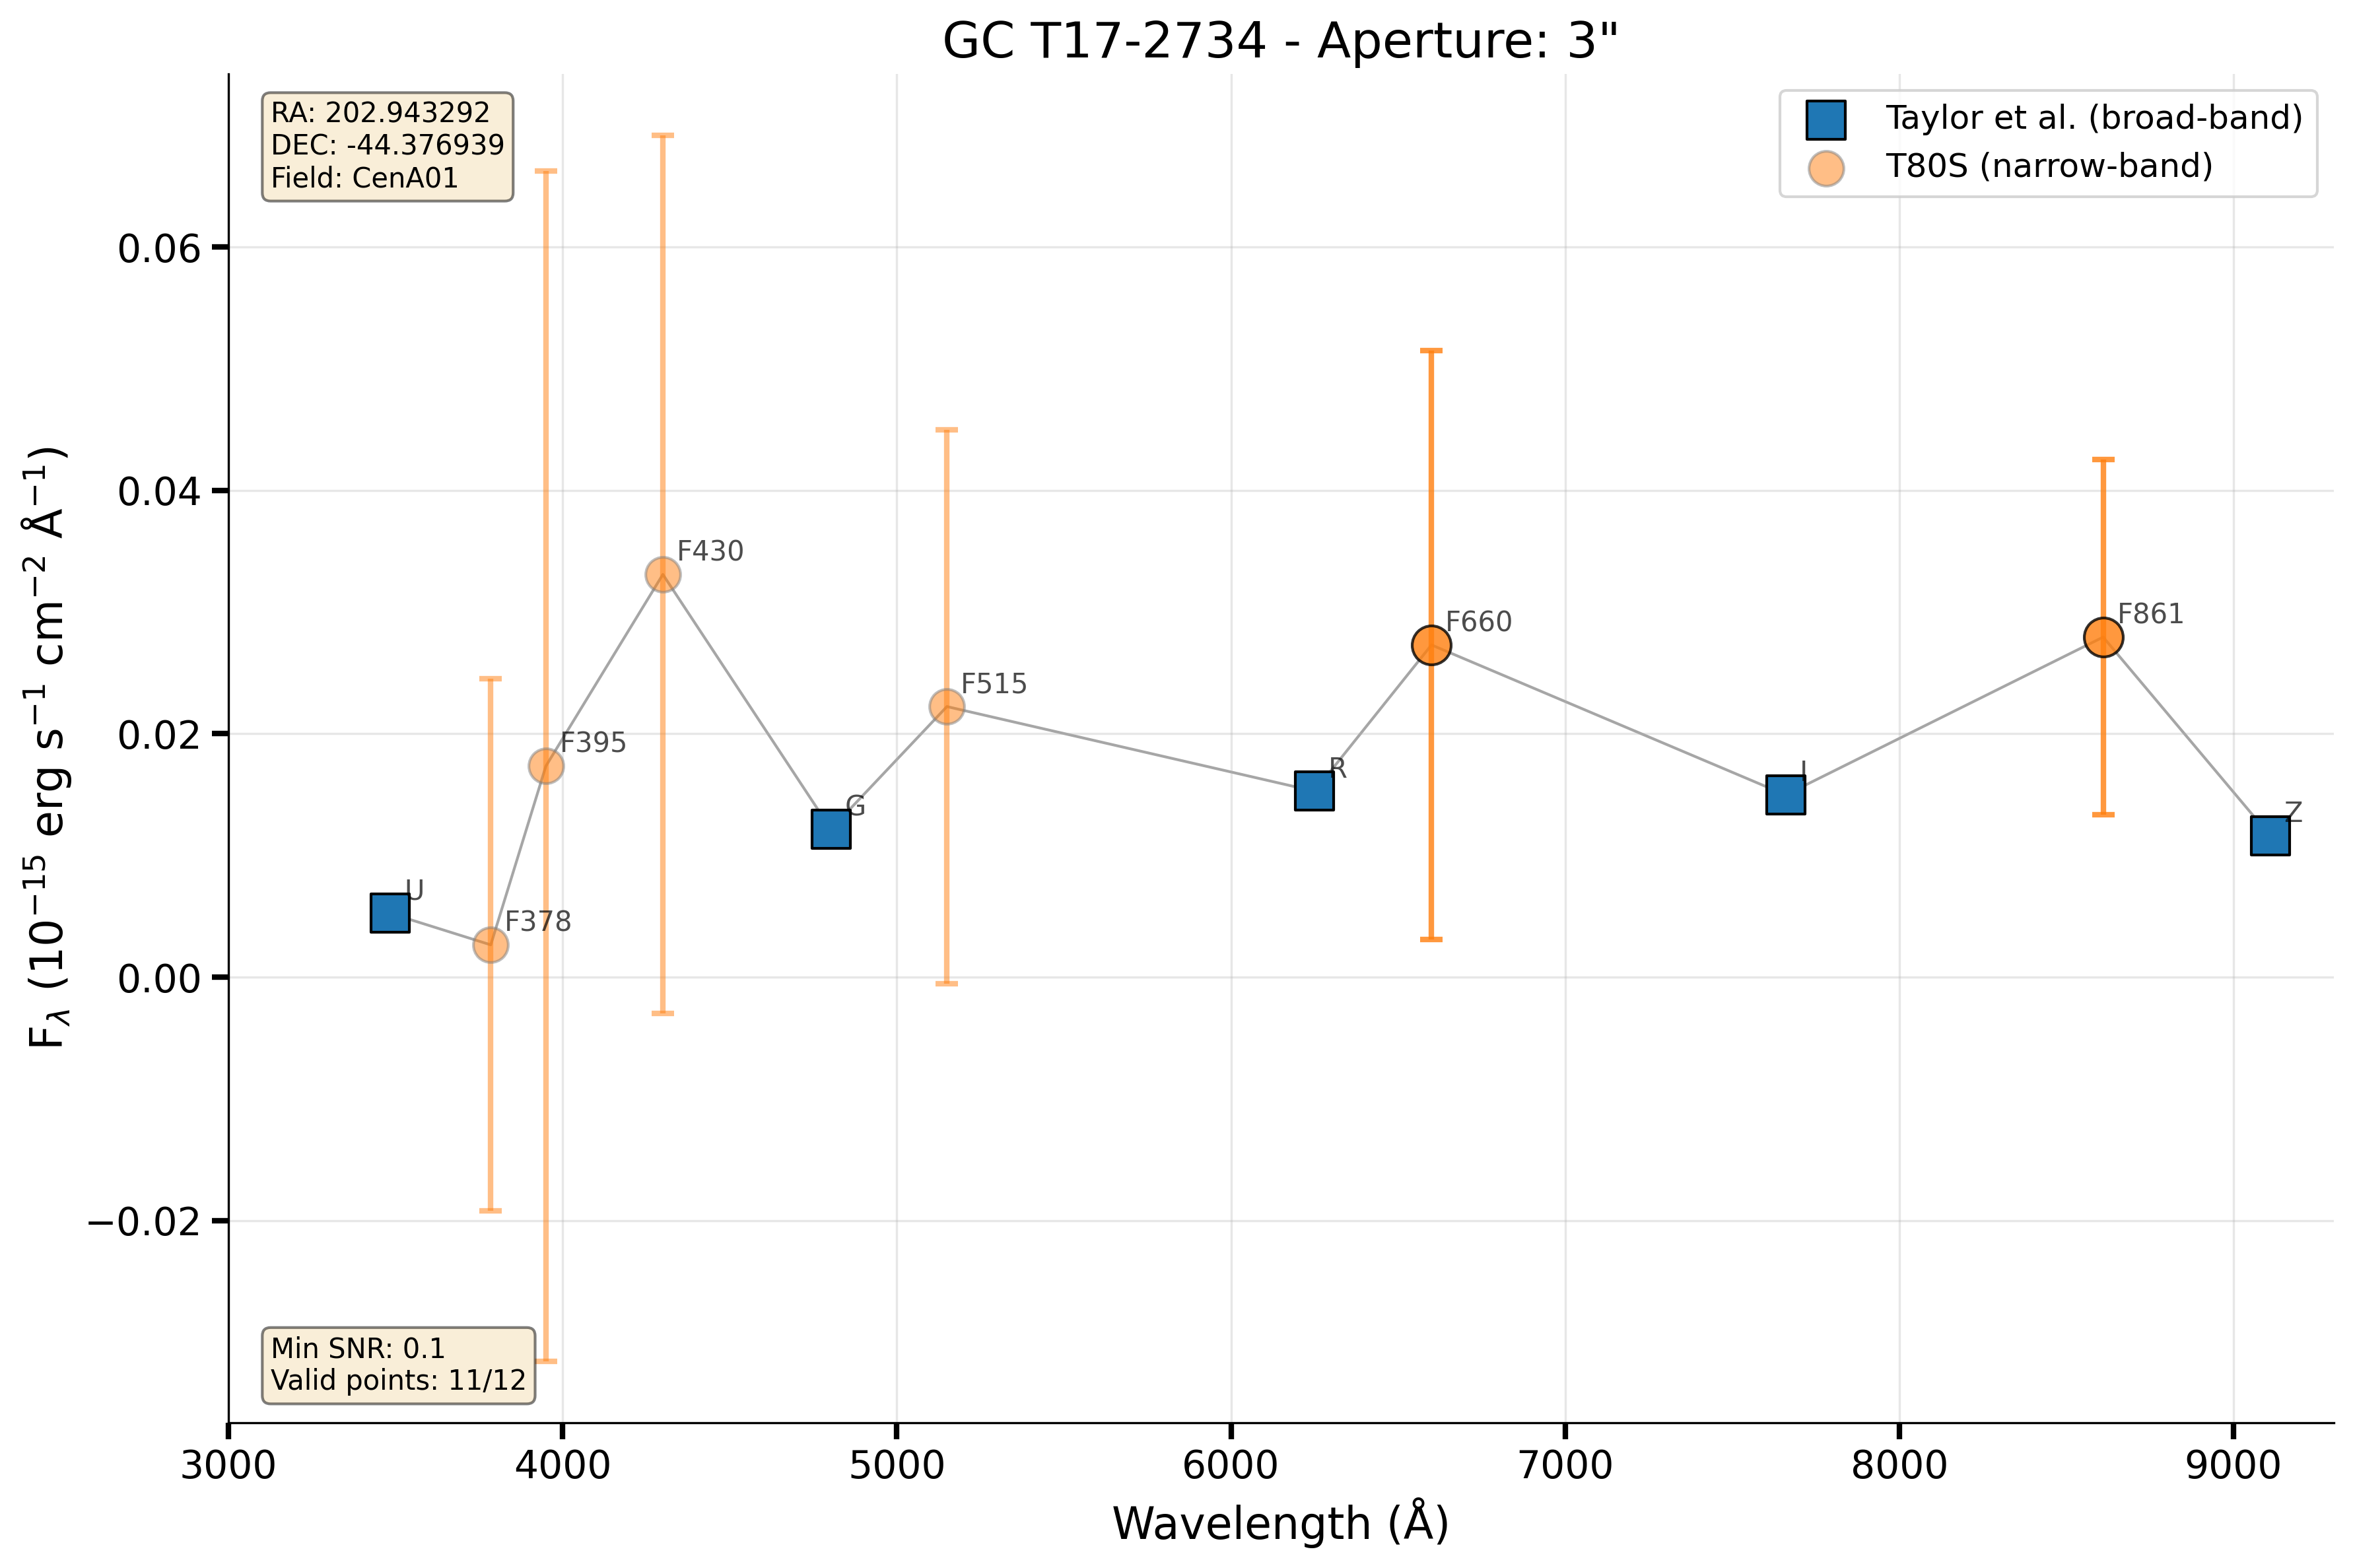 GC T17-2734 - Aperture: 3"
RA: 202.943292
DEC: -44.376939
Field: CenA01
Taylor et al. (broad-band)
T80S (narrow-band)
F_λ (10⁻¹⁵ erg s⁻¹ cm⁻² Å⁻¹)
0.06
0.04
0.02
0.00
−0.02
U
F378
F395
F430
G
F515
R
F660
I
F861
Z
Min SNR: 0.1
Valid points: 11/12
3000 4000 5000 6000 7000 8000 9000
Wavelength (Å)